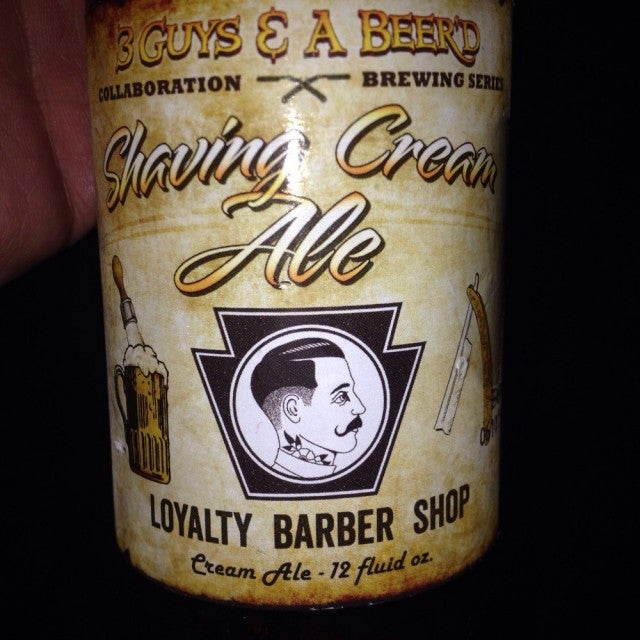 3 GUYS & A BEER'D
COLLABORATION BREWING SERIES
Shaving Cream
Ale
LOYALTY BARBER SHOP
Cream Ale - 12 fluid oz.